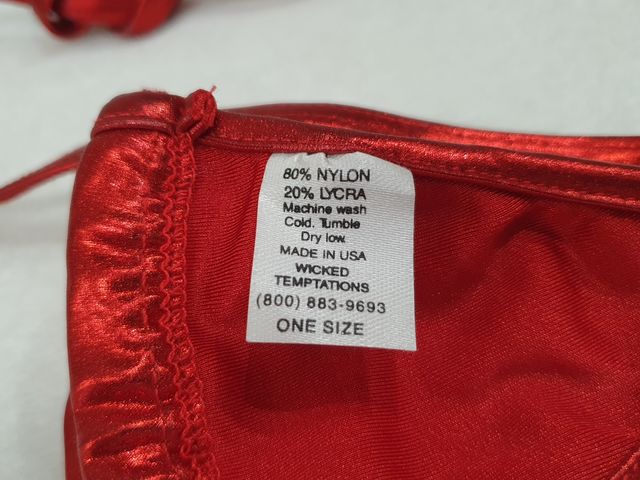 80% NYLON
20% LYCRA
Machine wash
Cold. Tumble
Dry low.
MADE IN USA
WICKED
TEMPTATIONS
(800) 883-9693
ONE SIZE